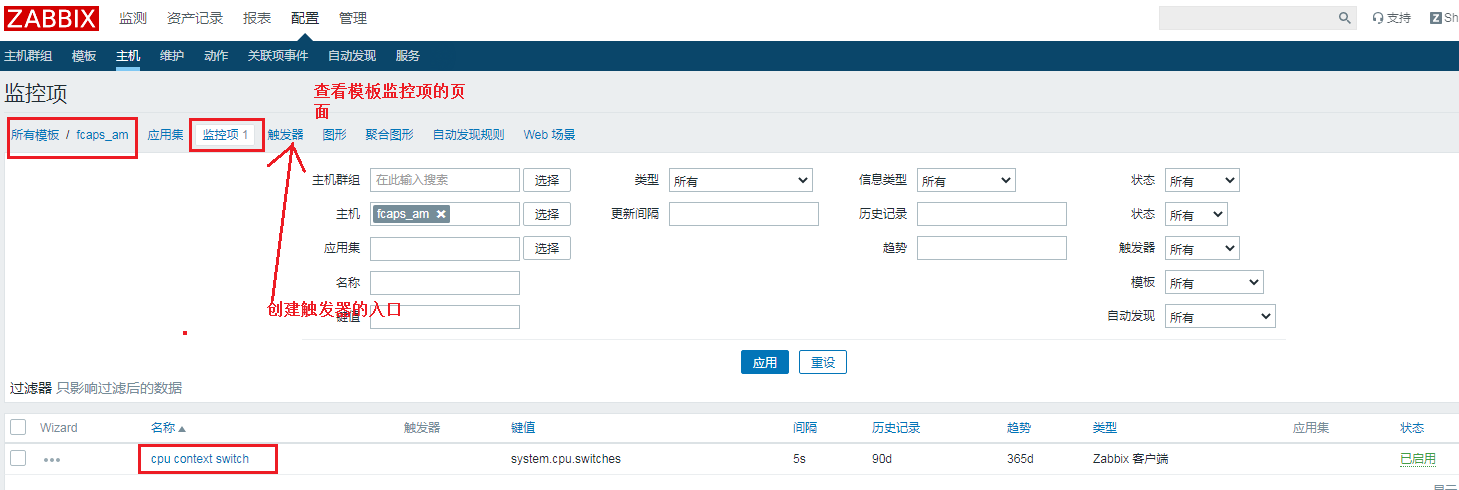 ZABBIX 监测 资产记录 报表 配置 管理 支持 Z Sh
主机群组 模板 主机 维护 动作 关联项事件 自动发现 服务
监控项
查看模板监控项的页
面
所有模板 / fcaps_am 应用集 监控项 1 触发器 图形 聚合图形 自动发现规则 Web 场景
主机群组 在此输入搜索 选择 类型 所有 信息类型 所有 状态 所有
主机 fcaps_am 选择 更新间隔 历史记录 状态 所有
应用集 选择 趋势 触发器 所有
名称 模板 所有
创建触发器的入口
键值 自动发现 所有
应用 重设
过滤器 只影响过滤后的数据
Wizard 名称 触发器 键值 间隔 历史记录 趋势 类型 应用集 状态
cpu context switch system.cpu.switches 5s 90d 365d Zabbix 客户端 已启用